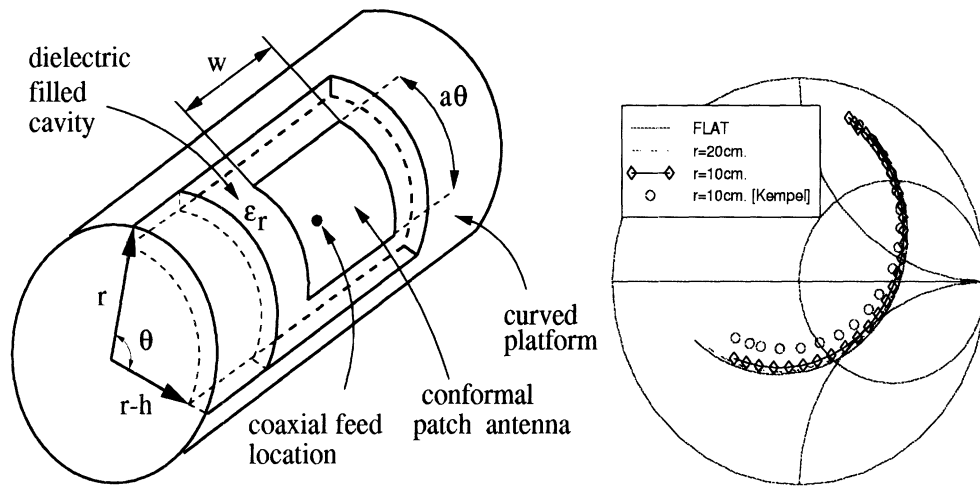 dielectric
filled
cavity
w
aθ
εr
r
θ
r-h
curved
platform
conformal
patch antenna
coaxial feed
location
FLAT
r=20cm.
r=10cm.
r=10cm. [Kempel]